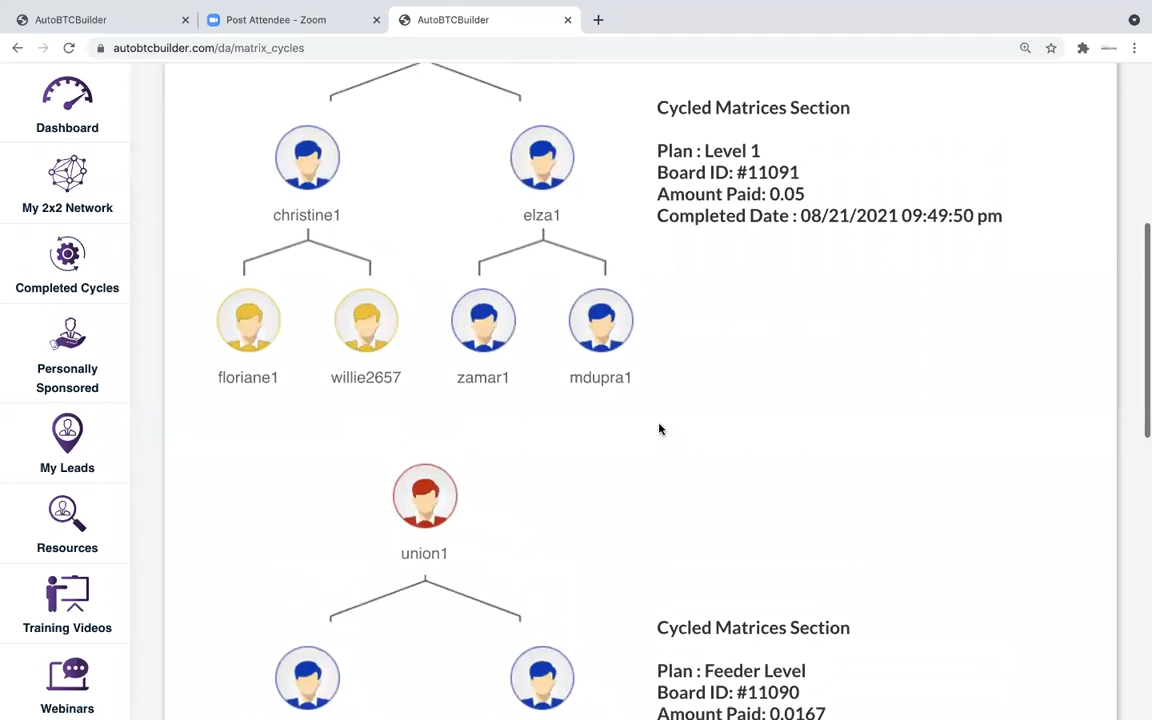 AutoBTCBuilder
Post Attendee - Zoom
AutoBTCBuilder
autobtcbuilder.com/da/matrix_cycles
Dashboard
My 2x2 Network
Completed Cycles
Personally
Sponsored
My Leads
Resources
Training Videos
Webinars
christine1
elza1
floriane1
willie2657
zamar1
mdupra1
Cycled Matrices Section
Plan : Level 1
Board ID: #11091
Amount Paid: 0.05
Completed Date : 08/21/2021 09:49:50 pm
union1
Cycled Matrices Section
Plan : Feeder Level
Board ID: #11090
Amount Paid: 0.0167